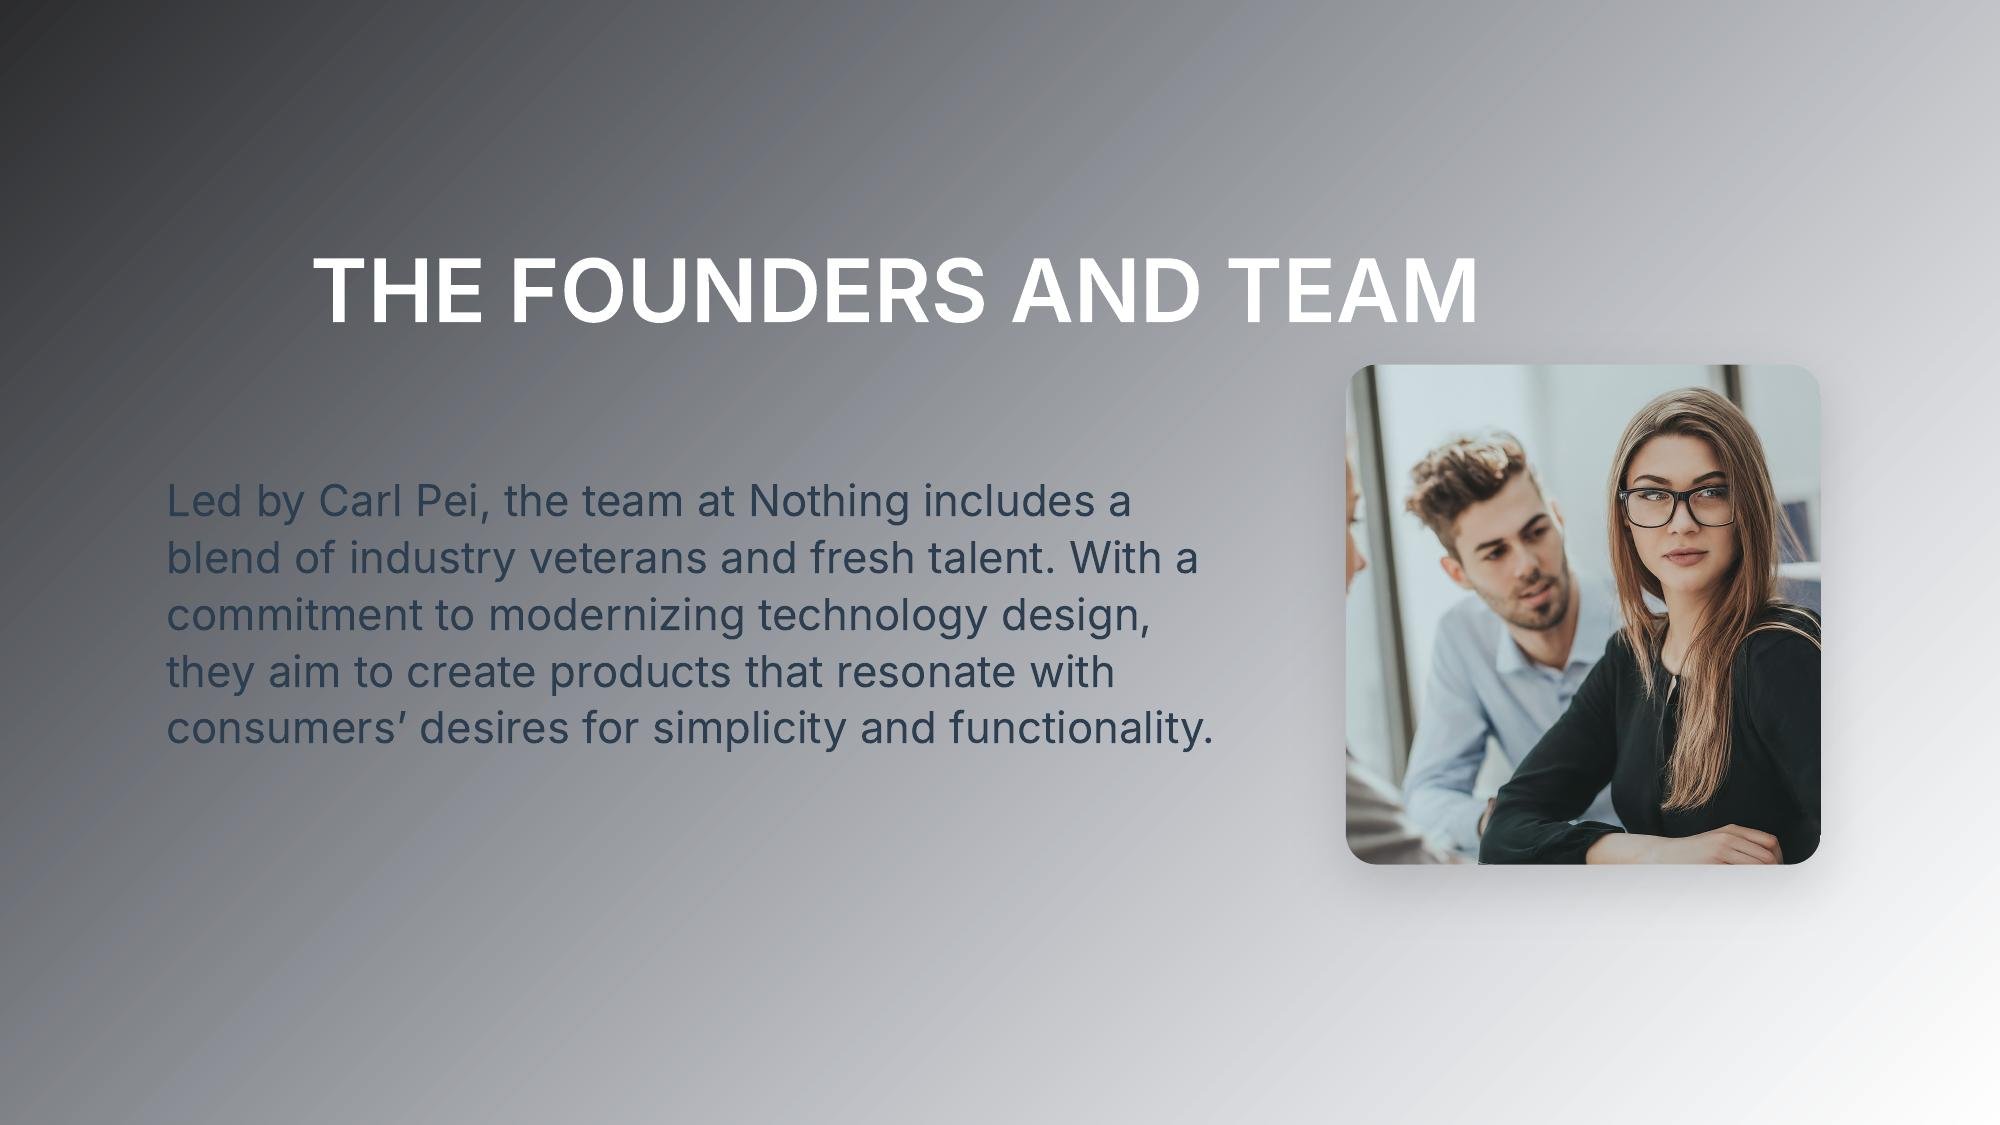 THE FOUNDERS AND TEAM
Led by Carl Pei, the team at Nothing includes a
blend of industry veterans and fresh talent. With a
commitment to modernizing technology design,
they aim to create products that resonate with
consumers’ desires for simplicity and functionality.